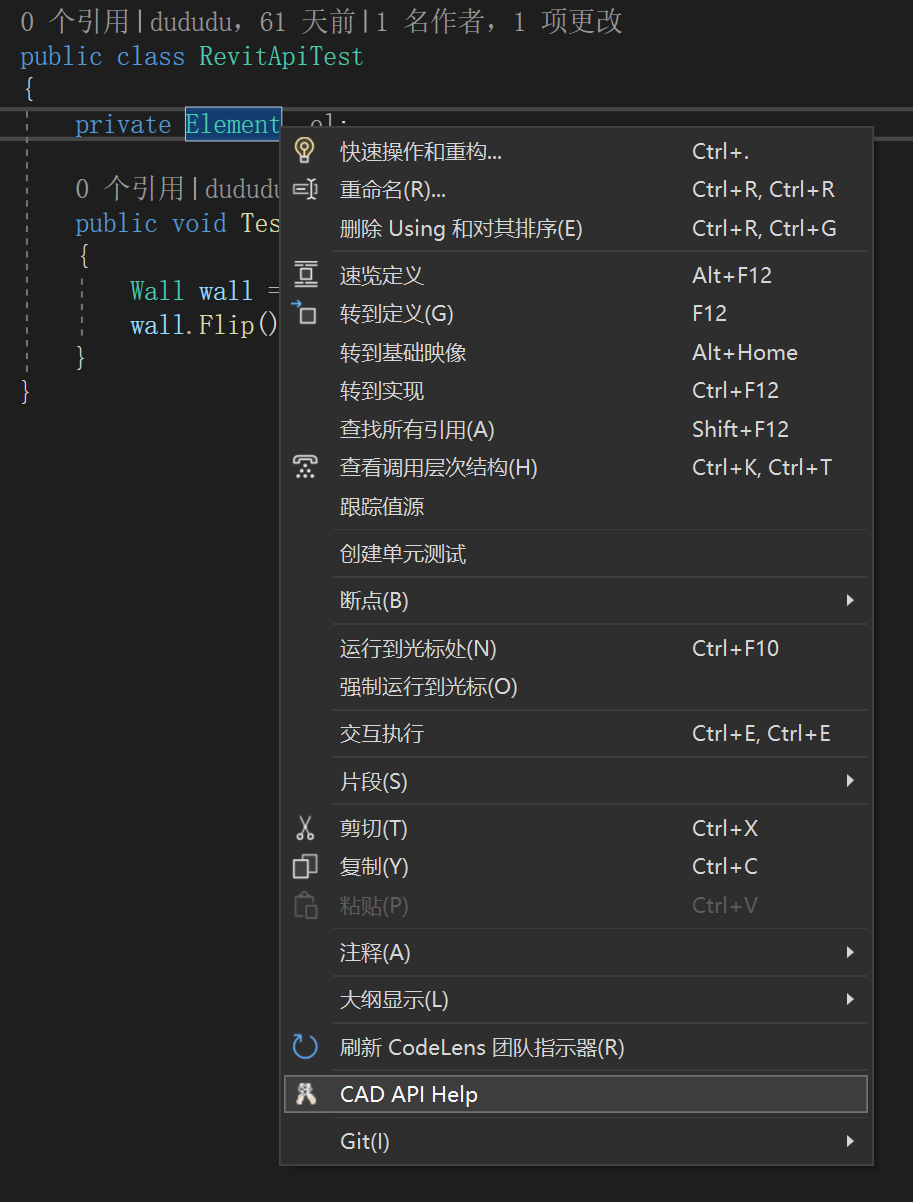 0 个引用|dududu，61 天前|1 名作者，1 项更改
public class RevitApiTest
{
private Element
0 个引用|dududu
public void Tes
{
Wall wall =
wall.Flip()
}
}
快速操作和重构... Ctrl+.
重命名(R)... Ctrl+R, Ctrl+R
删除 Using 和对其排序(E) Ctrl+R, Ctrl+G
速览定义 Alt+F12
转到定义(G) F12
转到基础映像 Alt+Home
转到实现 Ctrl+F12
查找所有引用(A) Shift+F12
查看调用层次结构(H) Ctrl+K, Ctrl+T
跟踪值源
创建单元测试
断点(B)
运行到光标处(N) Ctrl+F10
强制运行到光标(O)
交互执行 Ctrl+E, Ctrl+E
片段(S)
剪切(T) Ctrl+X
复制(Y) Ctrl+C
粘贴(P) Ctrl+V
注释(A)
大纲显示(L)
刷新 CodeLens 团队指示器(R)
CAD API Help
Git(I)